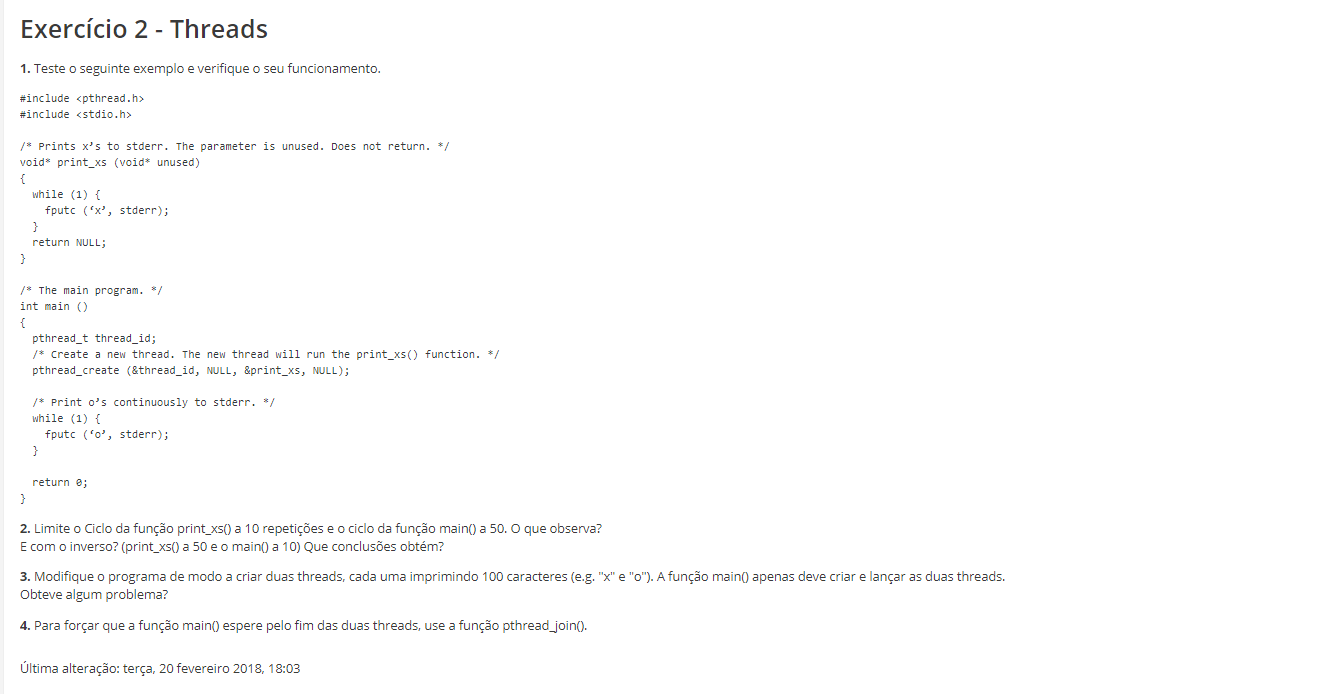 Exercício 2 - Threads
1. Teste o seguinte exemplo e verifique o seu funcionamento.
#include <pthread.h>
#include <stdio.h>
/* Prints x’s to stderr. The parameter is unused. Does not return. */
void* print_xs (void* unused)
{
  while (1) {
    fputc (‘x’, stderr);
  }
  return NULL;
}
/* The main program. */
int main ()
{
  pthread_t thread_id;
  /* Create a new thread. The new thread will run the print_xs() function. */
  pthread_create (&thread_id, NULL, &print_xs, NULL);
  /* Print o’s continuously to stderr. */
  while (1) {
    fputc (‘o’, stderr);
  }
  return 0;
}
2. Limite o Ciclo da função print_xs() a 10 repetições e o ciclo da função main() a 50. O que observa?
E com o inverso? (print_xs() a 50 e o main() a 10) Que conclusões obtém?
3. Modifique o programa de modo a criar duas threads, cada uma imprimindo 100 caracteres (e.g. "x" e "o"). A função main() apenas deve criar e lançar as duas threads.
Obteve algum problema?
4. Para forçar que a função main() espere pelo fim das duas threads, use a função pthread_join().
Última alteração: terça, 20 fevereiro 2018, 18:03